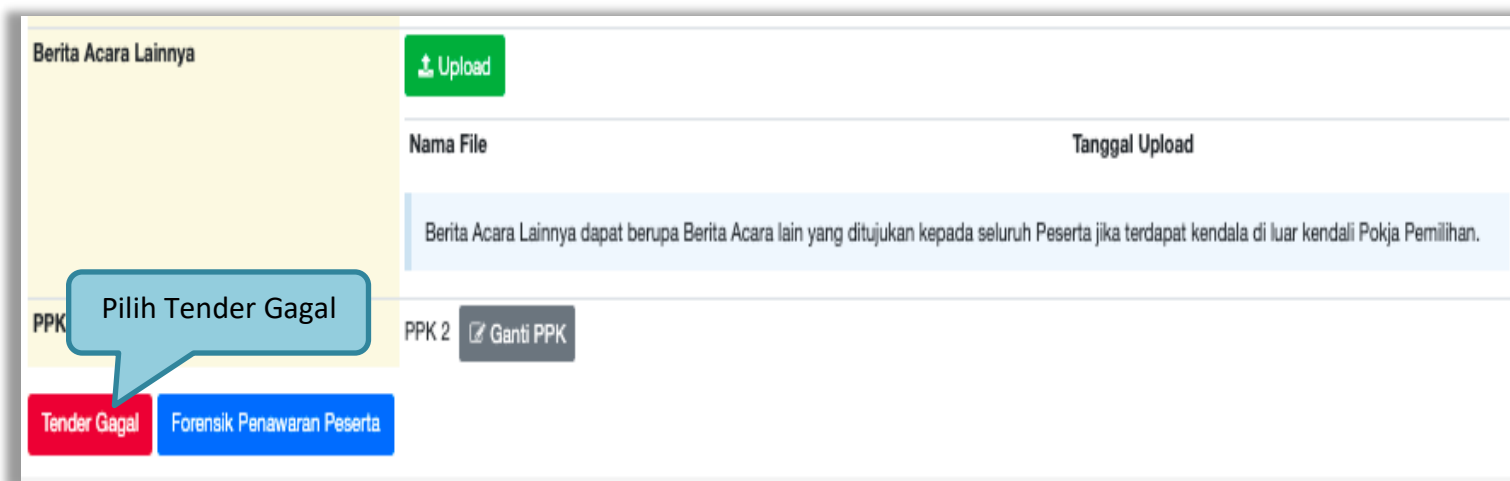 Berita Acara Lainnya
Upload
Nama File Tanggal Upload
Berita Acara Lainnya dapat berupa Berita Acara lain yang ditujukan kepada seluruh Peserta jika terdapat kendala di luar kendali Pokja Pemilihan.
Pilih Tender Gagal
PPK PPK 2 Ganti PPK
Tender Gagal Forensik Penawaran Peserta